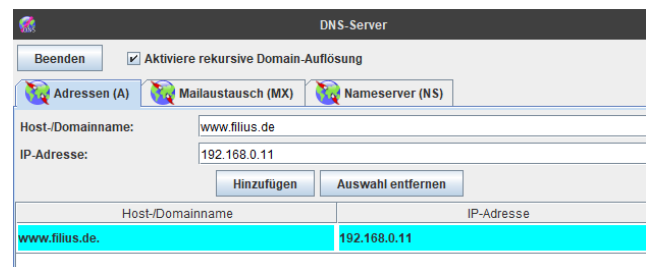 DNS-Server
Beenden Aktiviere rekursive Domain-Auflösung
Adressen (A) Mailaustausch (MX) Nameserver (NS)
Host-/Domainname: www.filius.de
IP-Adresse: 192.168.0.11
Hinzufügen Auswahl entfernen
Host-/Domainname IP-Adresse
www.filius.de. 192.168.0.11